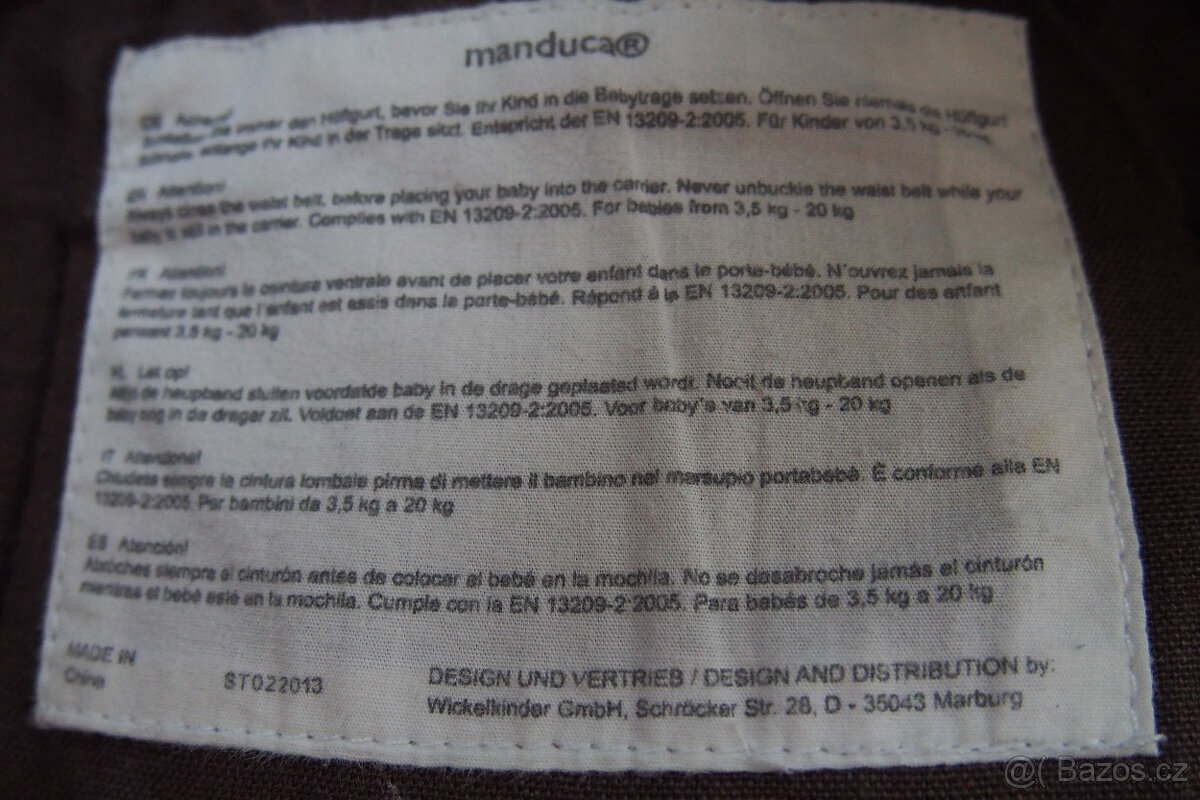 manduca®
DE Achtung!
immer den Hüftgurt, bevor Sie Ihr Kind in die Babytrage setzen. Öffnen Sie niemals den Hüftgurt
solange Ihr Kind in der Trage sitzt. Entspricht der EN 13209-2:2005. Für Kinder von 3,5 kg - 20 kg
EN Attention!
Always close the waist belt, before placing your baby into the carrier. Never unbuckle the waist belt while your
baby is still in the carrier. Complies with EN 13209-2:2005. For babies from 3,5 kg - 20 kg
FR Attention!
Fermez toujours la ceinture ventrale avant de placer votre enfant dans le porte-bébé. N'ouvrez jamais la
fermeture tant que l'enfant est assis dans le porte-bébé. Répond à la EN 13209-2:2005. Pour des enfant
pensant 3,5 kg - 20 kg
NL Let op!
Altijd de heupband sluiten voordatde baby in de drage geplaatsd wordt. Nooit de heupband openen als de
baby nog in de drager zit. Voldoet aan de EN 13209-2:2005. Voor baby's van 3,5 kg - 20 kg
IT Attenzione!
Chiudete sempre la cintura lombale pirma di mettere il bambino nel marsupio portabèbè. È conforme alla EN
13209-2:2005. Per bambini da 3,5 kg a 20 kg
ES Atención!
Abroches siempre el cinturón antes de colocar al bebé en la mochila. No se desabroche jamás el cinturón
mientras el bebé esté en la mochila. Cumple con la EN 13209-2:2005. Para bebés de 3,5 kg a 20 kg
MADE IN
China
ST022013
DESIGN UND VERTRIEB / DESIGN AND DISTRIBUTION by:
Wickelkinder GmbH, Schröcker Str. 28, D - 35043 Marburg
@( Bazos.cz